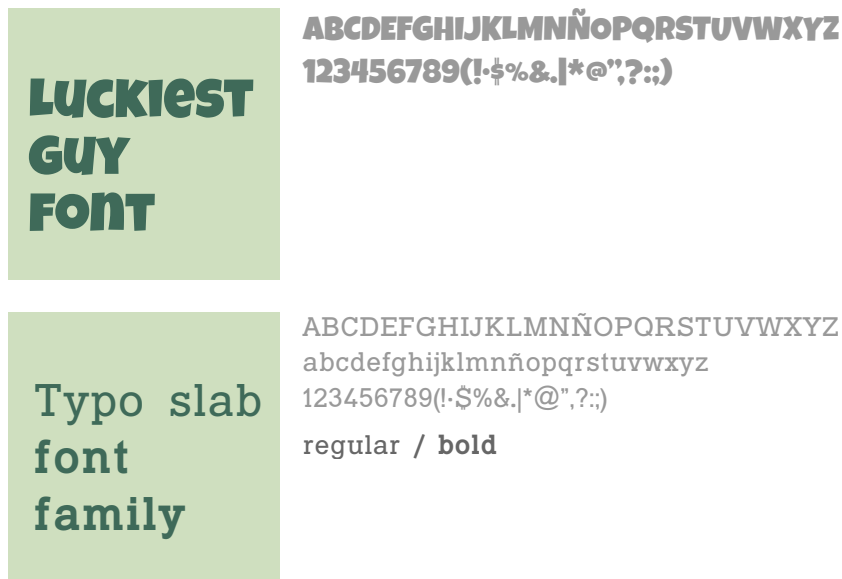 LUCKIEST
GUY
FONT
ABCDEFGHIJKLMNÑOPQRSTUVWXYZ
123456789(!·$%&.|*@”,?:;)
Typo slab
font
family
ABCDEFGHIJKLMNÑOPQRSTUVWXYZ
abcdefghijklmnñopqrstuvwxyz
123456789(!·$%&.|*@”,?:;)
regular / bold